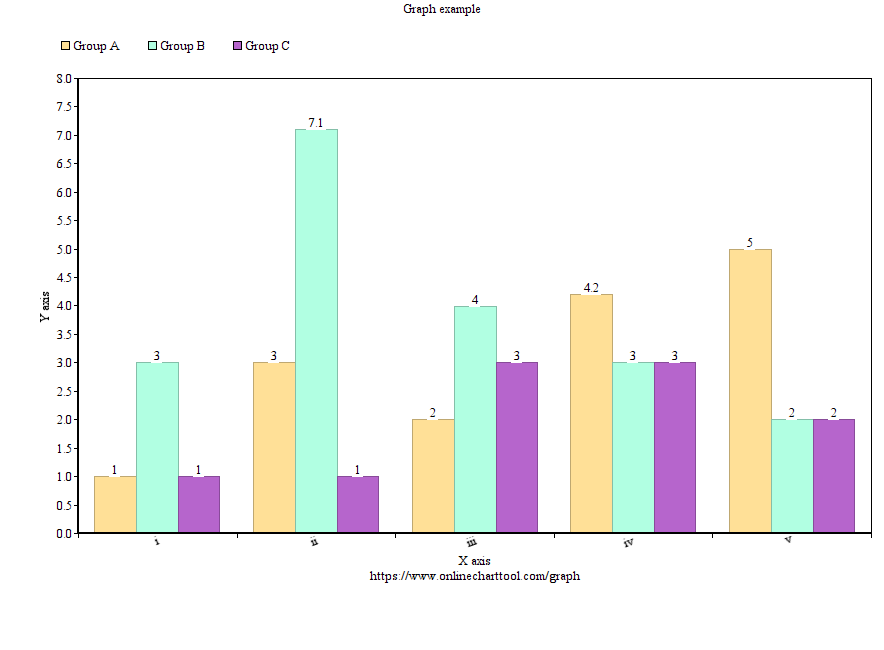 Graph example
Group A Group B Group C
8.0
7.5
7.1
7.0
6.5
6.0
5.5
5
5.0
4.5
4.2
4
4.0
Y axis
3.5
3 3 3 3 3
3.0
2.5
2 2 2
2.0
1.5
1 1 1
1.0
0.5
0.0
i ii iii iv v
X axis
https://www.onlinecharttool.com/graph